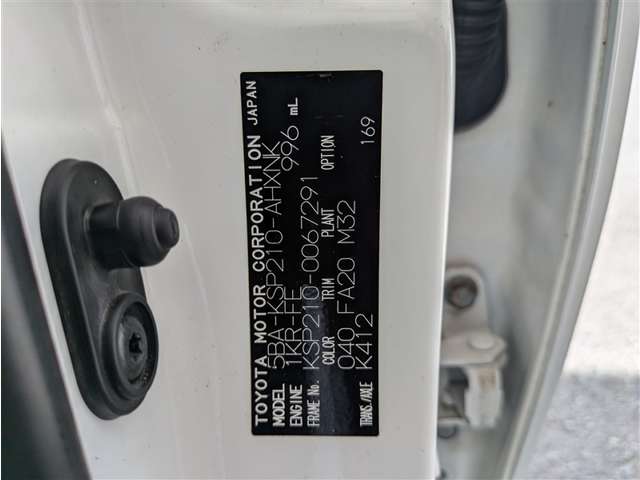 TOYOTA MOTOR CORPORATION JAPAN
MODEL 5BA-KSP210-AHXNK
ENGINE 1KR-FE 996 mL
FRAME No. KSP210-0067291
COLOR TRIM PLANT OPTION
040 FA20 M32
TRANS./AXLE K412 169